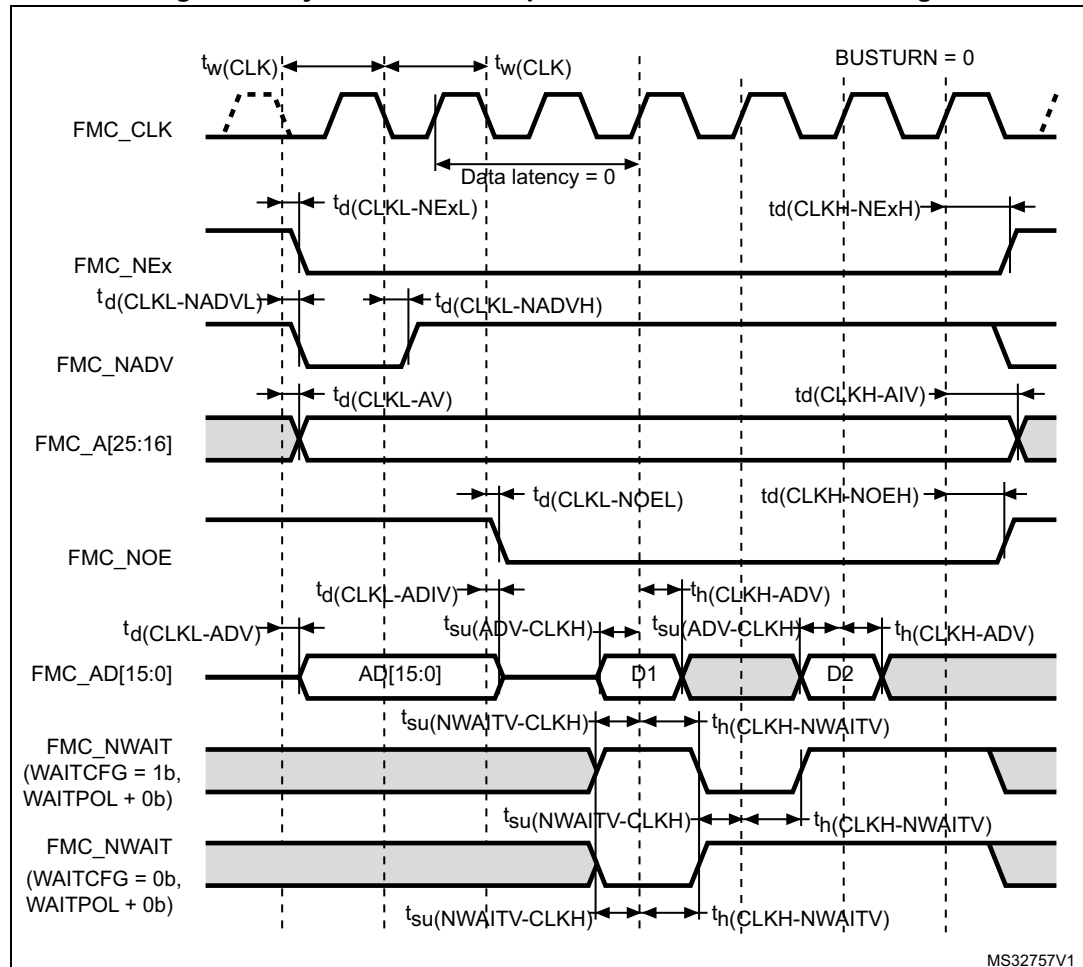 tw(CLK)
tw(CLK)
BUSTURN = 0
FMC_CLK
Data latency = 0
td(CLKL-NExL)
td(CLKH-NExH)
FMC_NEx
td(CLKL-NADVL)
td(CLKL-NADVH)
FMC_NADV
td(CLKL-AV)
td(CLKH-AIV)
FMC_A[25:16]
td(CLKL-NOEL)
td(CLKH-NOEH)
FMC_NOE
td(CLKL-ADIV)
th(CLKH-ADV)
td(CLKL-ADV)
tsu(ADV-CLKH)
tsu(ADV-CLKH)
th(CLKH-ADV)
FMC_AD[15:0]
AD[15:0]
D1
D2
tsu(NWAITV-CLKH)
th(CLKH-NWAITV)
FMC_NWAIT
(WAITCFG = 1b,
WAITPOL + 0b)
tsu(NWAITV-CLKH)
th(CLKH-NWAITV)
FMC_NWAIT
(WAITCFG = 0b,
WAITPOL + 0b)
tsu(NWAITV-CLKH)
th(CLKH-NWAITV)
MS32757V1